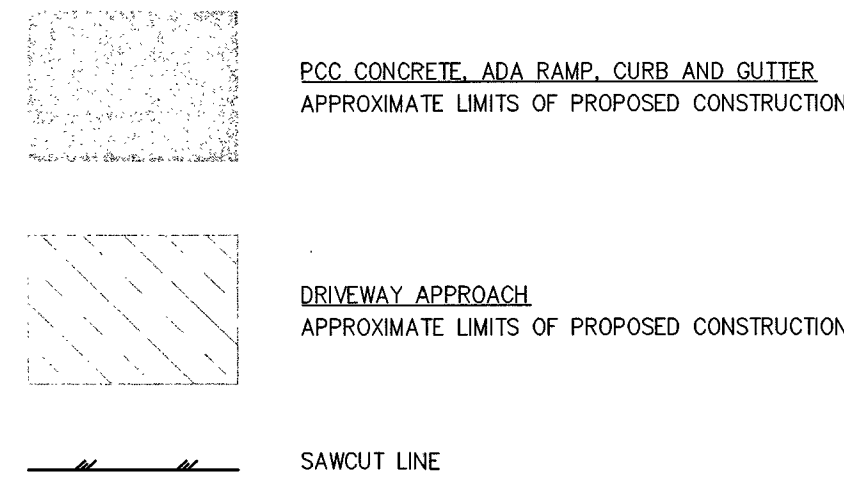 PCC CONCRETE, ADA RAMP, CURB AND GUTTER
APPROXIMATE LIMITS OF PROPOSED CONSTRUCTION
DRIVEWAY APPROACH
APPROXIMATE LIMITS OF PROPOSED CONSTRUCTION
SAWCUT LINE